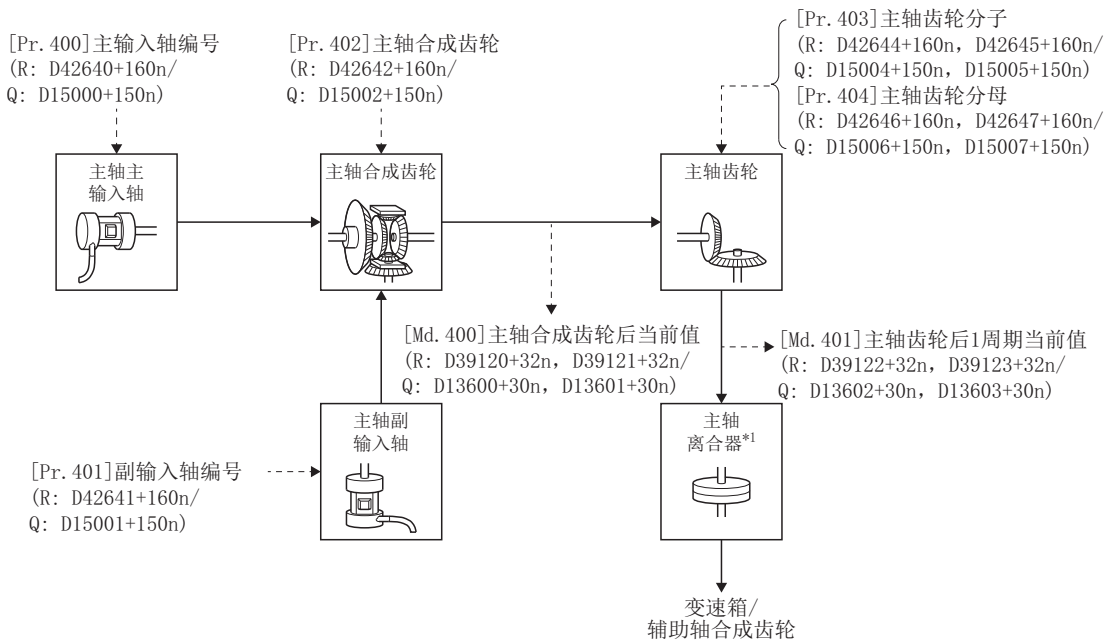 [Pr.400]主输入轴编号
(R: D42640+160n/
Q: D15000+150n)
[Pr.402]主轴合成齿轮
(R: D42642+160n/
Q: D15002+150n)
[Pr.403]主轴齿轮分子
(R: D42644+160n，D42645+160n/
Q: D15004+150n，D15005+150n)
[Pr.404]主轴齿轮分母
(R: D42646+160n，D42647+160n/
Q: D15006+150n，D15007+150n)
主轴主
输入轴
主轴合成齿轮
主轴齿轮
[Md.400]主轴合成齿轮后当前值
(R: D39120+32n，D39121+32n/
Q: D13600+30n，D13601+30n)
[Md.401]主轴齿轮后1周期当前值
(R: D39122+32n，D39123+32n/
Q: D13602+30n，D13603+30n)
主轴副
输入轴
主轴
离合器*1
[Pr.401]副输入轴编号
(R: D42641+160n/
Q: D15001+150n)
变速箱/
辅助轴合成齿轮